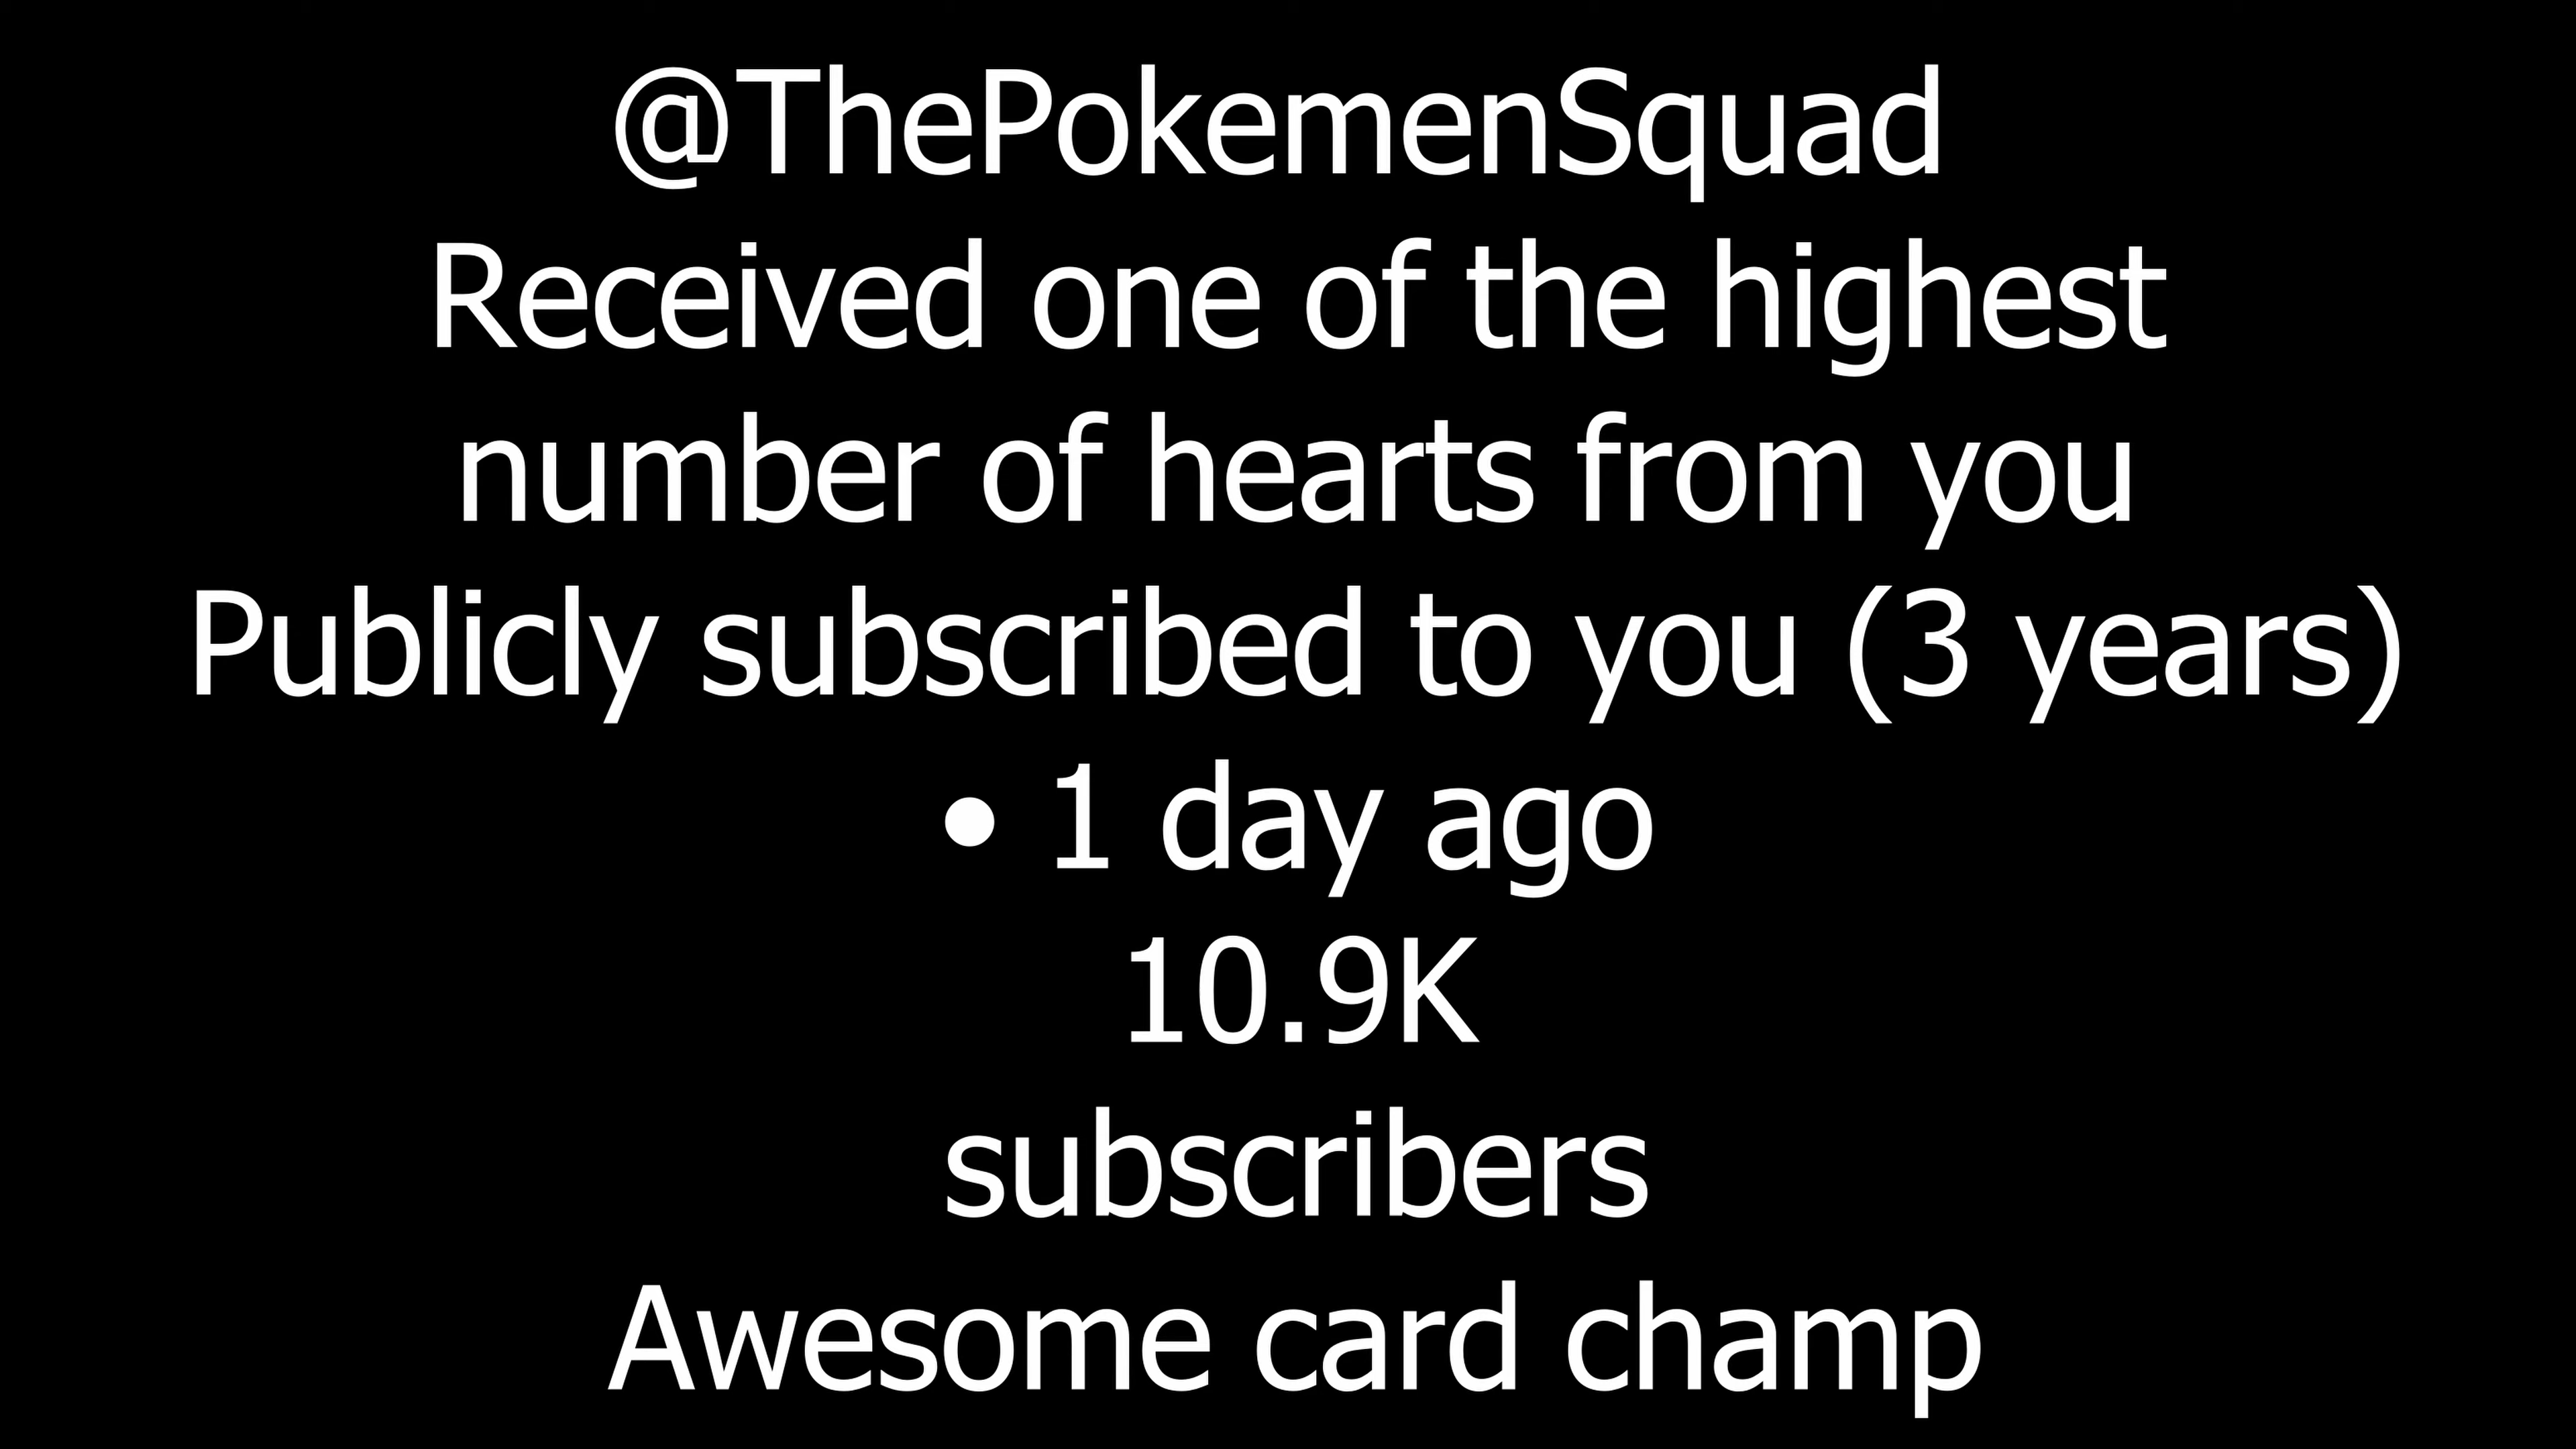 @ThePokemenSquad
Received one of the highest
number of hearts from you
Publicly subscribed to you (3 years)
• 1 day ago
10.9K
subscribers
Awesome card champ